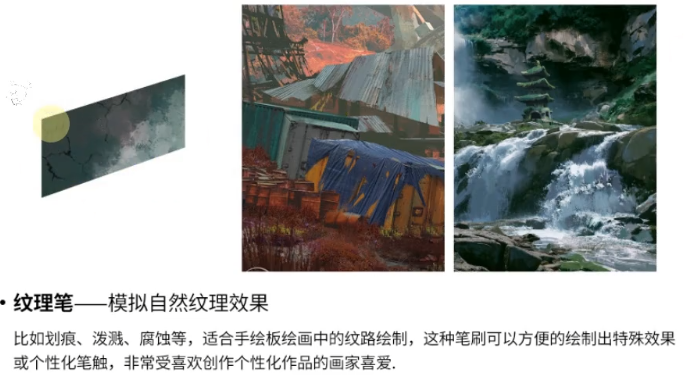 • 纹理笔——模拟自然纹理效果
比如划痕、泼溅、腐蚀等，适合手绘板绘画中的纹路绘制，这种笔刷可以方便的绘制出特殊效果
或个性化笔触，非常受喜欢创作个性化作品的画家喜爱.